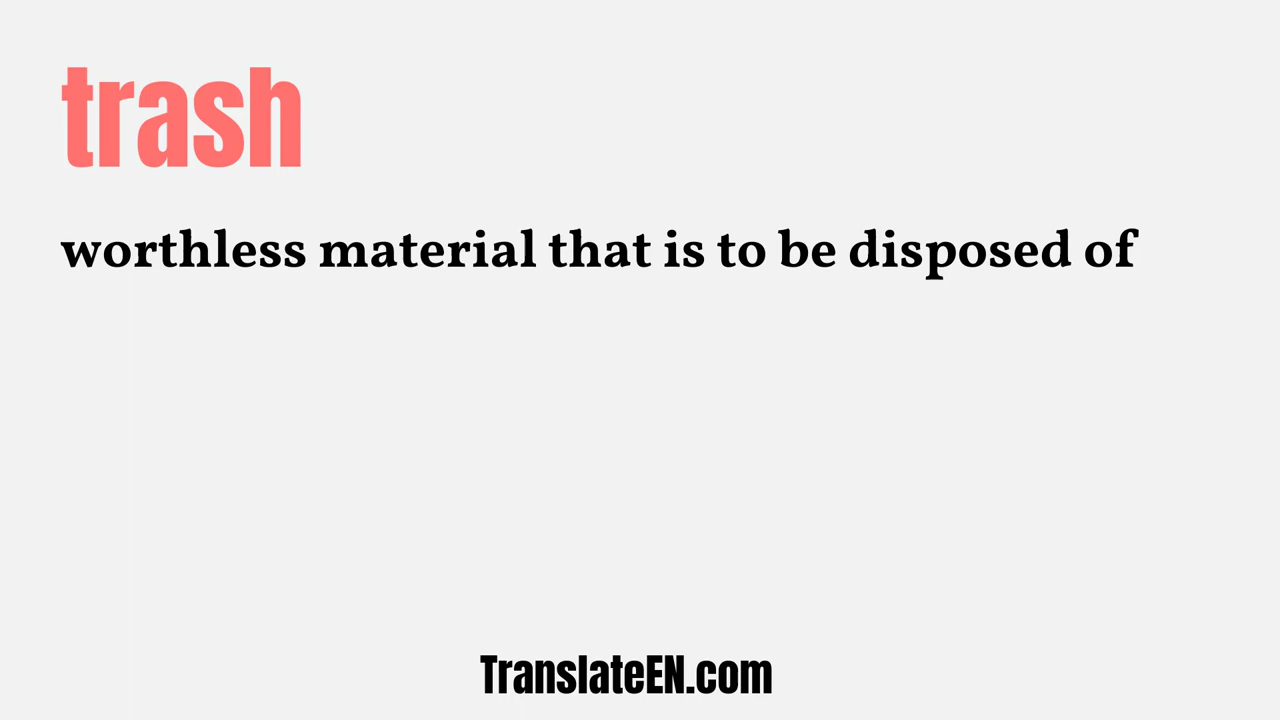 trash
worthless material that is to be disposed of
TranslateEN.com